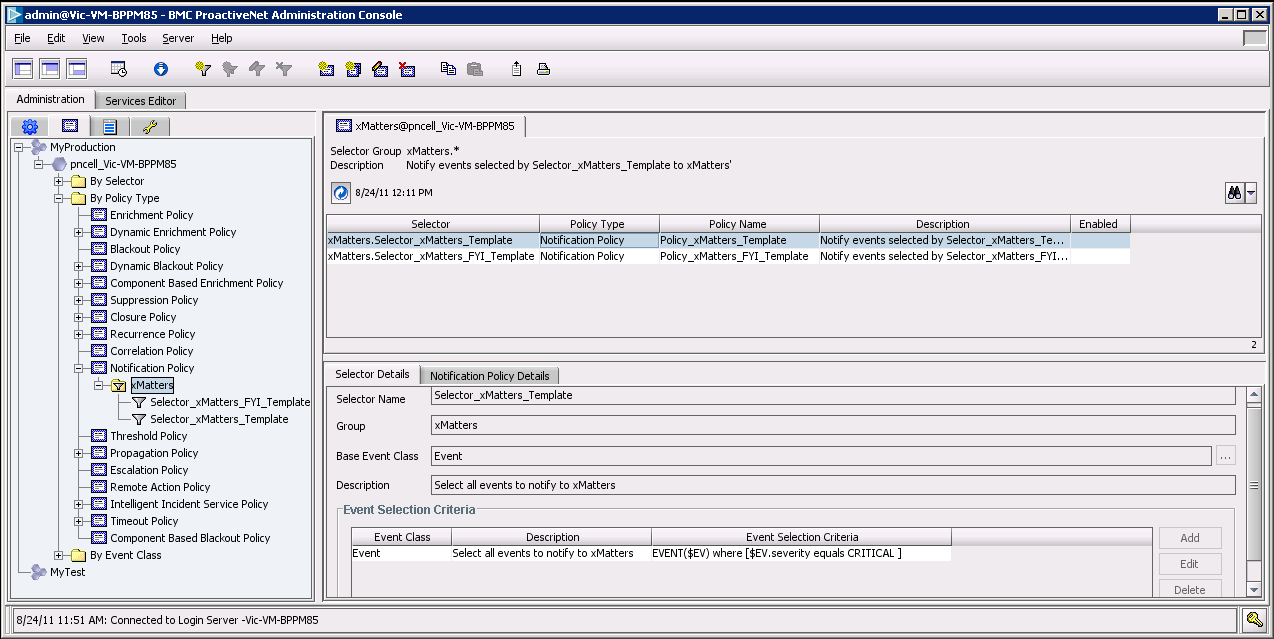 admin@Vic-VM-BPPM85 - BMC ProactiveNet Administration Console
File Edit View Tools Server Help
Administration Services Editor
MyProduction
pncell_Vic-VM-BPPM85
By Selector
By Policy Type
Enrichment Policy
Dynamic Enrichment Policy
Blackout Policy
Dynamic Blackout Policy
Component Based Enrichment Policy
Suppression Policy
Closure Policy
Recurrence Policy
Correlation Policy
Notification Policy
xMatters
Selector_xMatters_FYI_Template
Selector_xMatters_Template
Threshold Policy
Propagation Policy
Escalation Policy
Remote Action Policy
Intelligent Incident Service Policy
Timeout Policy
Component Based Blackout Policy
By Event Class
MyTest
xMatters@pncell_Vic-VM-BPPM85
Selector Group xMatters.*
Description Notify events selected by Selector_xMatters_Template to xMatters'
8/24/11 12:11 PM
Selector Policy Type Policy Name Description Enabled
xMatters.Selector_xMatters_Template Notification Policy Policy_xMatters_Template Notify events selected by Selector_xMatters_Te...
xMatters.Selector_xMatters_FYI_Template Notification Policy Policy_xMatters_FYI_Template Notify events selected by Selector_xMatters_FYI...
2
Selector Details Notification Policy Details
Selector Name Selector_xMatters_Template
Group xMatters
Base Event Class Event ...
Description Select all events to notify to xMatters
Event Selection Criteria
Event Class Description Event Selection Criteria
Event Select all events to notify to xMatters EVENT($EV) where [$EV.severity equals CRITICAL ]
Add
Edit
Delete
8/24/11 11:51 AM: Connected to Login Server -Vic-VM-BPPM85